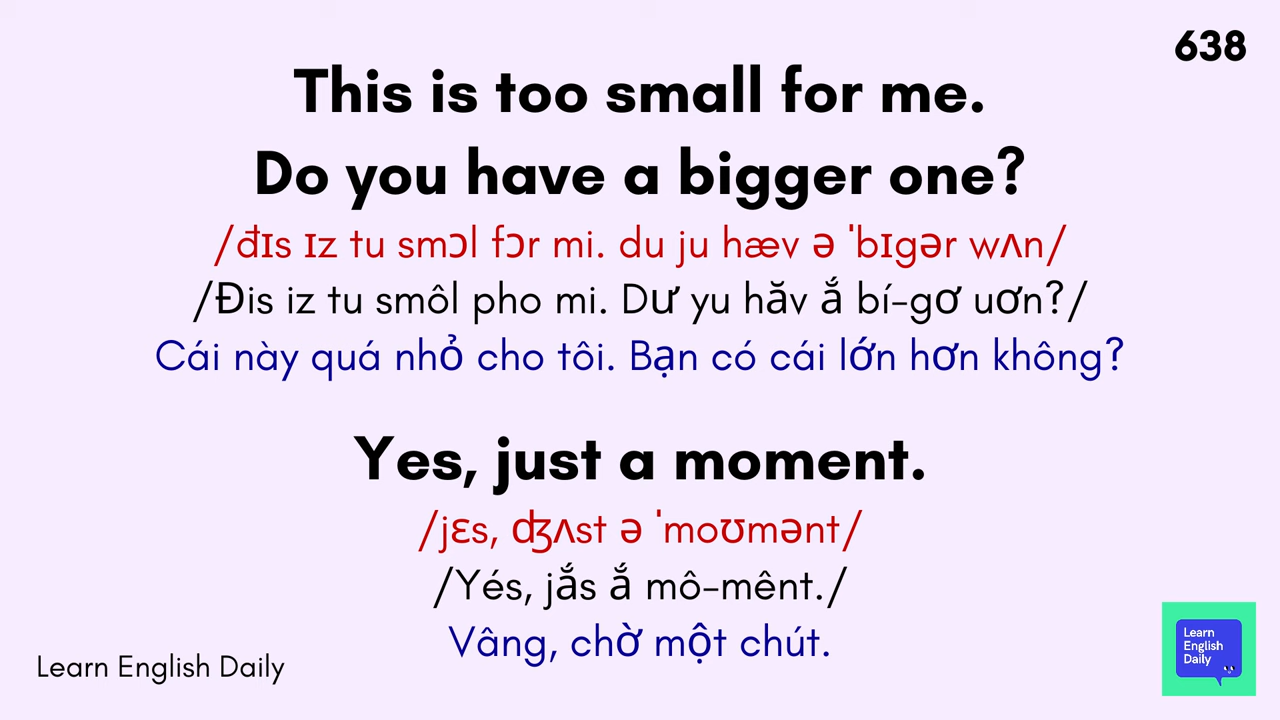 638
This is too small for me.
Do you have a bigger one?
/đɪs ɪz tu smɔl fɔr mi. du ju hæv ə ˈbɪgər wʌn/
/Đis iz tu smôl pho mi. Dư yu hăv ắ bí-gơ uơn?/
Cái này quá nhỏ cho tôi. Bạn có cái lớn hơn không?
Yes, just a moment.
/jɛs, ʤʌst ə ˈmoʊmənt/
/Yés, jắs ắ mô-mênt./
Vâng, chờ một chút.
Learn English Daily
Learn
English
Daily